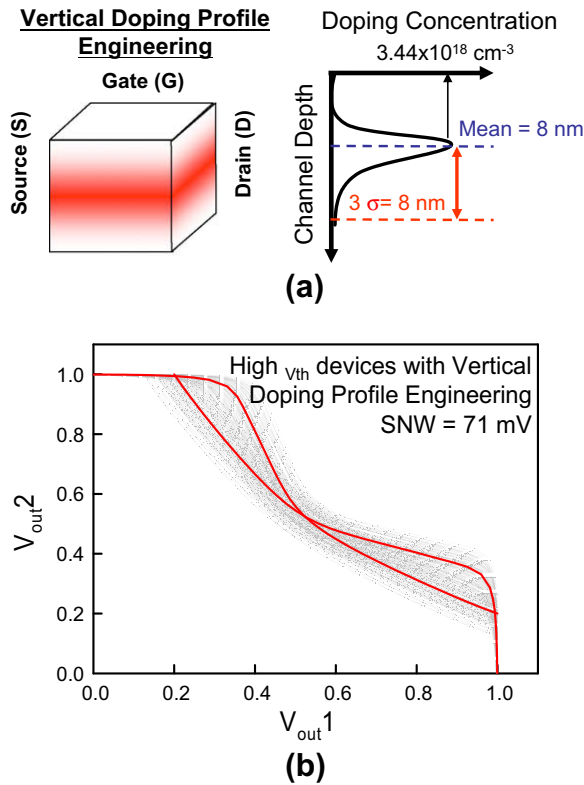 Vertical Doping Profile
Engineering
Gate (G)
Source (S)
Drain (D)
Doping Concentration
3.44x10¹⁸ cm⁻³
Channel Depth
Mean = 8 nm
3 σ= 8 nm
(a)
High Vth devices with Vertical
Doping Profile Engineering
SNW = 71 mV
Vout2
1.0
0.8
0.6
0.4
0.2
0.0
0.0 0.2 0.4 0.6 0.8 1.0
Vout1
(b)